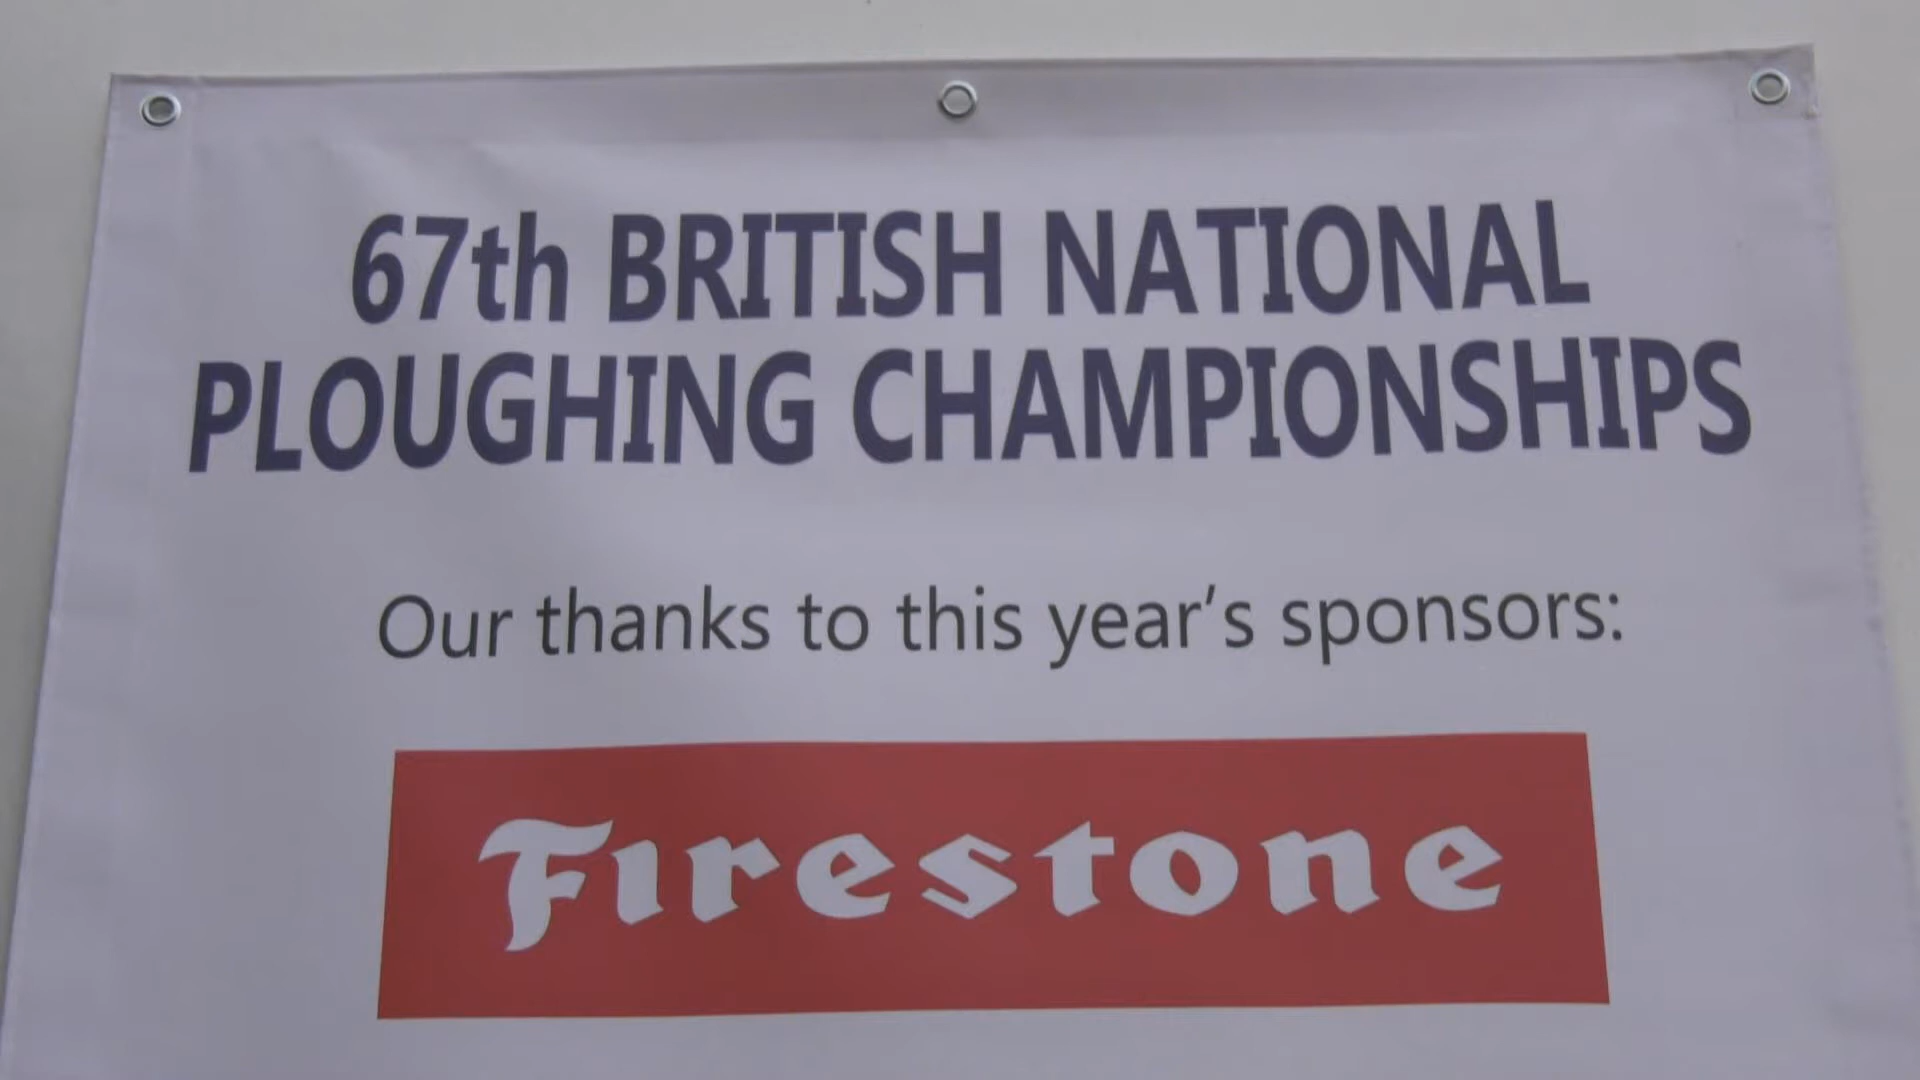 67th BRITISH NATIONAL
PLOUGHING CHAMPIONSHIPS
Our thanks to this year's sponsors:
Firestone